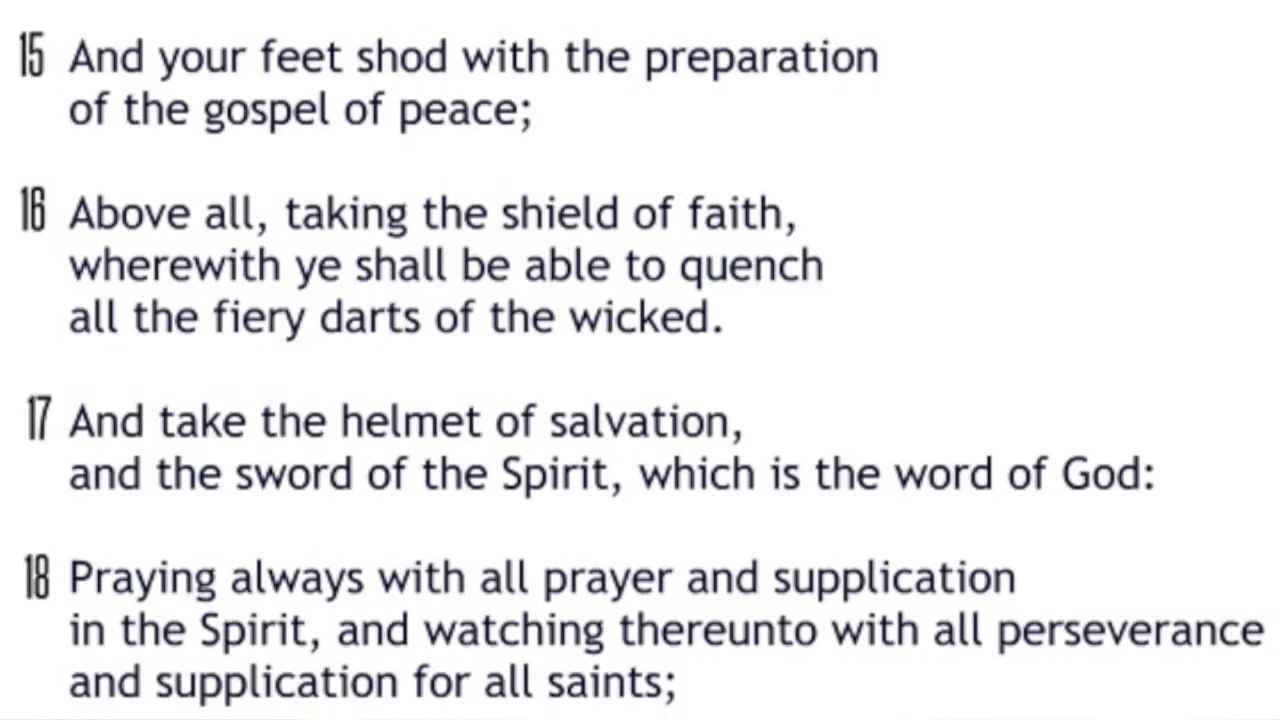 15 And your feet shod with the preparation
of the gospel of peace;
16 Above all, taking the shield of faith,
wherewith ye shall be able to quench
all the fiery darts of the wicked.
17 And take the helmet of salvation,
and the sword of the Spirit, which is the word of God:
18 Praying always with all prayer and supplication
in the Spirit, and watching thereunto with all perseverance
and supplication for all saints;